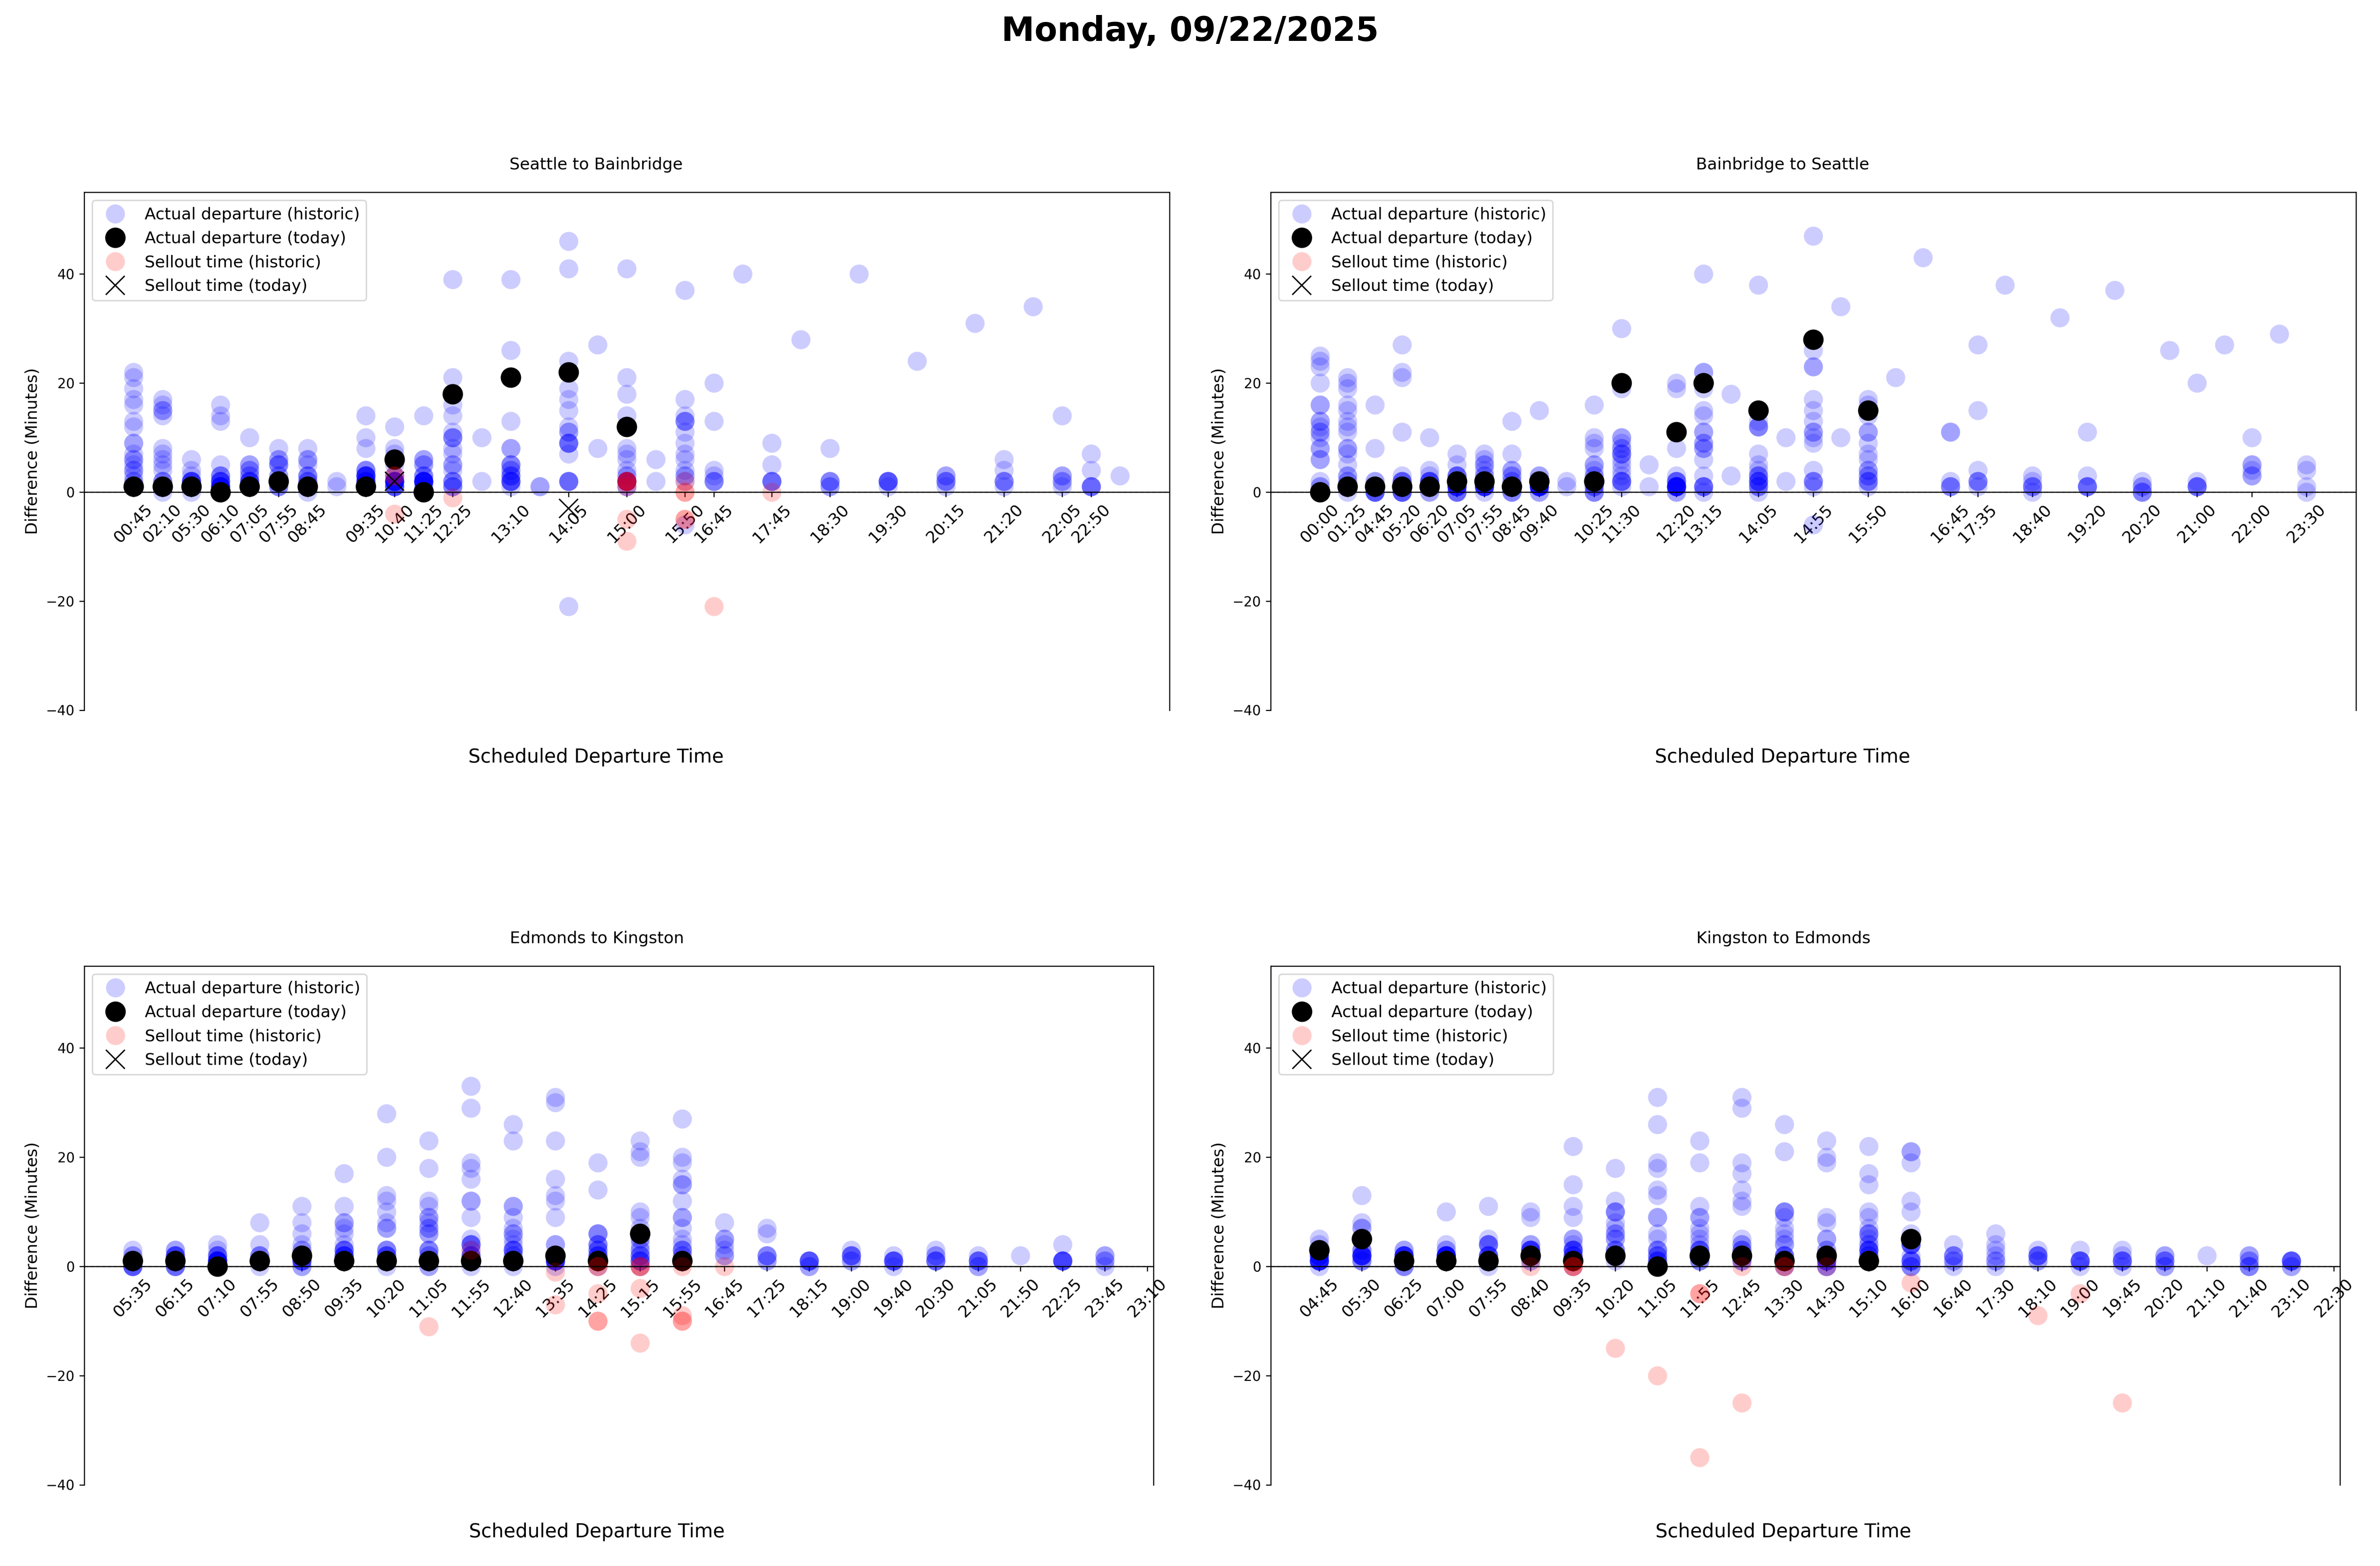 Monday, 09/22/2025
Seattle to Bainbridge
Actual departure (historic)
Actual departure (today)
Sellout time (historic)
Sellout time (today)
Difference (Minutes)
40
20
0
−20
−40
00:45 02:10 05:30 06:10 07:05 07:55 08:45 09:35 10:40 11:25 12:25 13:10 14:05 15:00 15:50 16:45 17:45 18:30 19:30 20:15 21:20 22:05 22:50
Scheduled Departure Time
Bainbridge to Seattle
Actual departure (historic)
Actual departure (today)
Sellout time (historic)
Sellout time (today)
Difference (Minutes)
40
20
0
−20
−40
00:00 01:25 04:45 05:20 06:20 07:05 07:55 08:45 09:40 10:25 11:30 12:20 13:15 14:05 14:55 15:50 16:45 17:35 18:40 19:20 20:20 21:00 22:00 23:30
Scheduled Departure Time
Edmonds to Kingston
Actual departure (historic)
Actual departure (today)
Sellout time (historic)
Sellout time (today)
Difference (Minutes)
40
20
0
−20
−40
05:35 06:15 07:10 07:55 08:50 09:35 10:20 11:05 11:55 12:40 13:35 14:25 15:15 15:55 16:45 17:25 18:15 19:00 19:40 20:30 21:05 21:50 22:25 23:45 23:10
Scheduled Departure Time
Kingston to Edmonds
Actual departure (historic)
Actual departure (today)
Sellout time (historic)
Sellout time (today)
Difference (Minutes)
40
20
0
−20
−40
04:45 05:30 06:25 07:00 07:55 08:40 09:35 10:20 11:05 11:55 12:45 13:30 14:30 15:10 16:00 16:40 17:30 18:10 19:00 19:45 20:20 21:10 21:40 23:10 22:30
Scheduled Departure Time